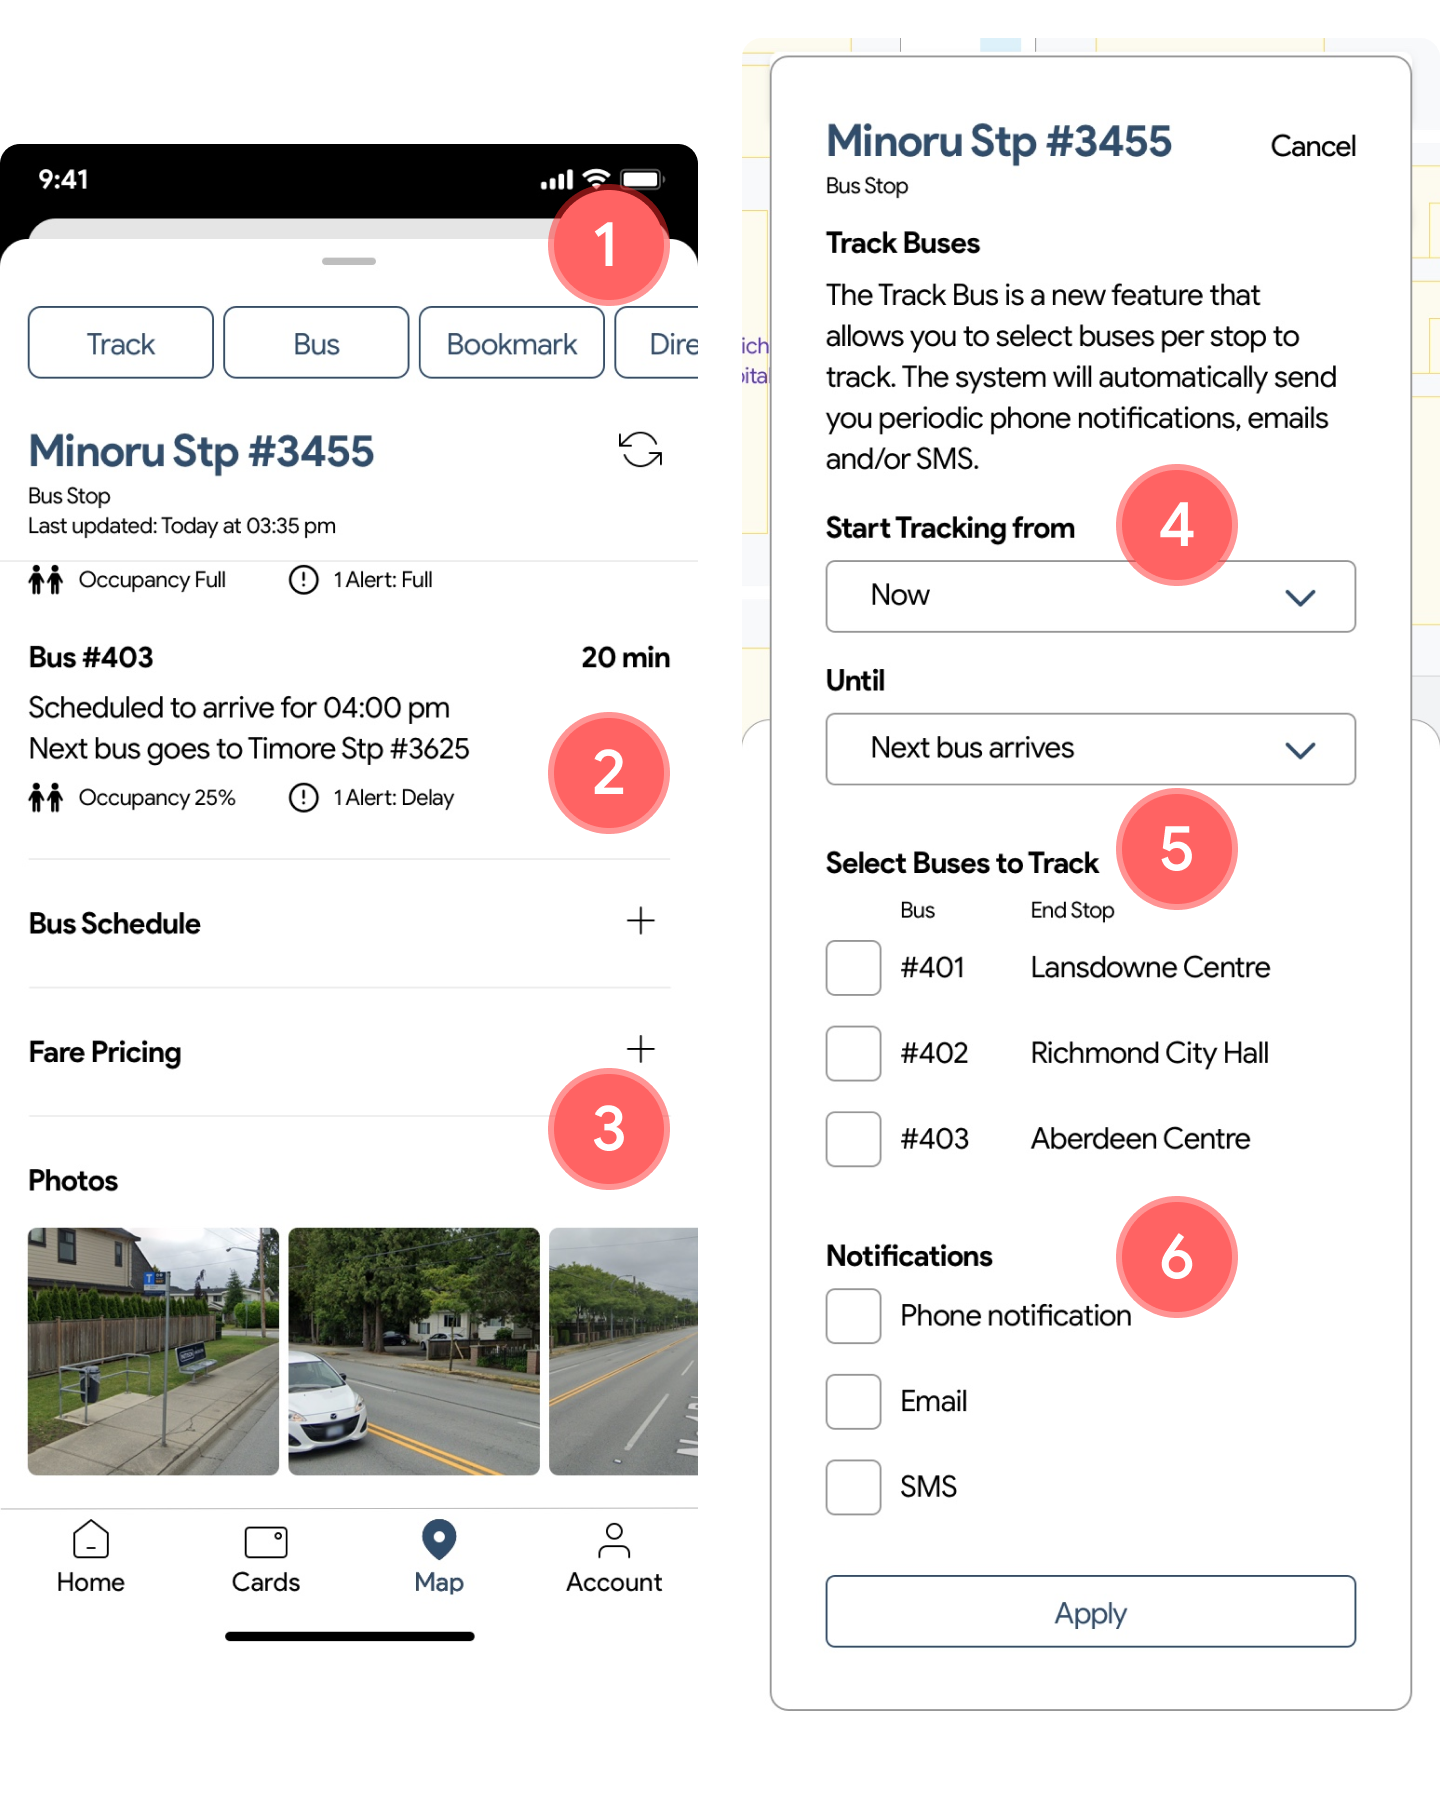 9:41
1
Track
Bus
Bookmark
Dire
Minoru Stp #3455
Bus Stop
Last updated: Today at 03:35 pm
Occupancy Full
1 Alert: Full
Bus #403
20 min
Scheduled to arrive for 04:00 pm
Next bus goes to Timore Stp #3625
2
Occupancy 25%
1 Alert: Delay
Bus Schedule
Fare Pricing
3
Photos
Home
Cards
Map
Account
Minoru Stp #3455
Cancel
Bus Stop
Track Buses
The Track Bus is a new feature that
allows you to select buses per stop to
track. The system will automatically send
you periodic phone notifications, emails
and/or SMS.
ich
pital
4
Start Tracking from
Now
Until
Next bus arrives
5
Select Buses to Track
Bus
End Stop
#401
Lansdowne Centre
#402
Richmond City Hall
#403
Aberdeen Centre
6
Notifications
Phone notification
Email
SMS
Apply